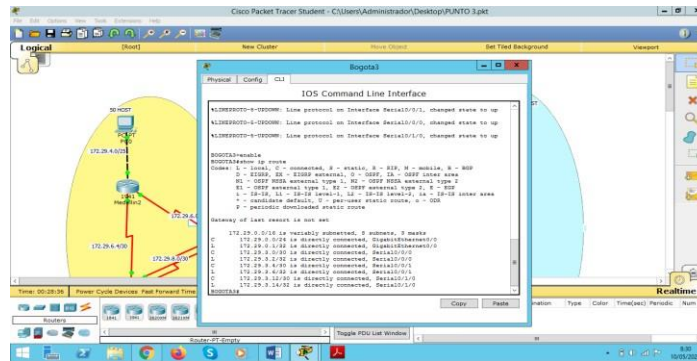 Cisco Packet Tracer Student - C:\Users\Administrador\Desktop\PUNTO 3.pkt
File Edit Options View Tools Extensions Help
Logical
[Root]
New Cluster
Move Object
Set Tiled Background
Viewport
50 HOST
PC-PT
172.29.4.0/25
1941
Medellin2
172.29.6.4/30
172.29.8.0/30
Bogota3
Physical Config CLI
IOS Command Line Interface
%LINEPROTO-5-UPDOWN: Line protocol on Interface Serial0/0/1, changed state to up
%LINEPROTO-5-UPDOWN: Line protocol on Interface Serial0/0/0, changed state to up
%LINEPROTO-5-UPDOWN: Line protocol on Interface Serial0/1/0, changed state to up
BOGOTA3>enable
BOGOTA3#show ip route
Codes: L - local, C - connected, S - static, R - RIP, M - mobile, B - BGP
D - EIGRP, EX - EIGRP external, O - OSPF, IA - OSPF inter area
N1 - OSPF NSSA external type 1, N2 - OSPF NSSA external type 2
E1 - OSPF external type 1, E2 - OSPF external type 2, E - EGP
i - IS-IS, L1 - IS-IS level-1, L2 - IS-IS level-2, ia - IS-IS inter area
* - candidate default, U - per-user static route, o - ODR
P - periodic downloaded static route
Gateway of last resort is not set
172.29.0.0/16 is variably subnetted, 8 subnets, 3 masks
C 172.29.0.0/24 is directly connected, GigabitEthernet0/0
L 172.29.0.1/32 is directly connected, GigabitEthernet0/0
C 172.29.3.0/30 is directly connected, Serial0/0/0
L 172.29.3.2/32 is directly connected, Serial0/0/0
C 172.29.3.4/30 is directly connected, Serial0/0/1
L 172.29.3.6/32 is directly connected, Serial0/0/1
C 172.29.3.12/30 is directly connected, Serial0/1/0
L 172.29.3.14/32 is directly connected, Serial0/1/0
BOGOTA3#
Copy Paste
Time: 00:28:36 Power Cycle Devices Fast Forward Time
Realtime
Routers
Router-PT-Empty
Toggle PDU List Window
Type Color Time(sec) Periodic Num
9:30